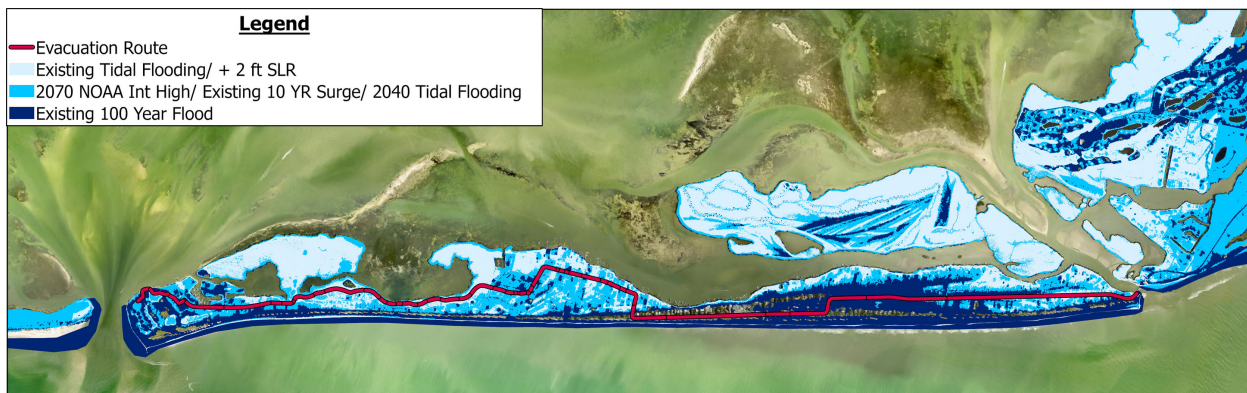 Legend
Evacuation Route
Existing Tidal Flooding/ + 2 ft SLR
2070 NOAA Int High/ Existing 10 YR Surge/ 2040 Tidal Flooding
Existing 100 Year Flood